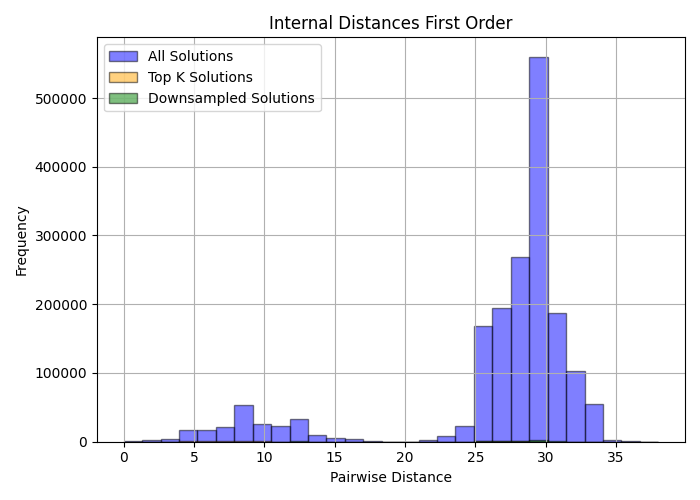 Internal Distances First Order
All Solutions
Top K Solutions
Downsampled Solutions
Frequency
500000
400000
300000
200000
100000
0
0 5 10 15 20 25 30 35
Pairwise Distance